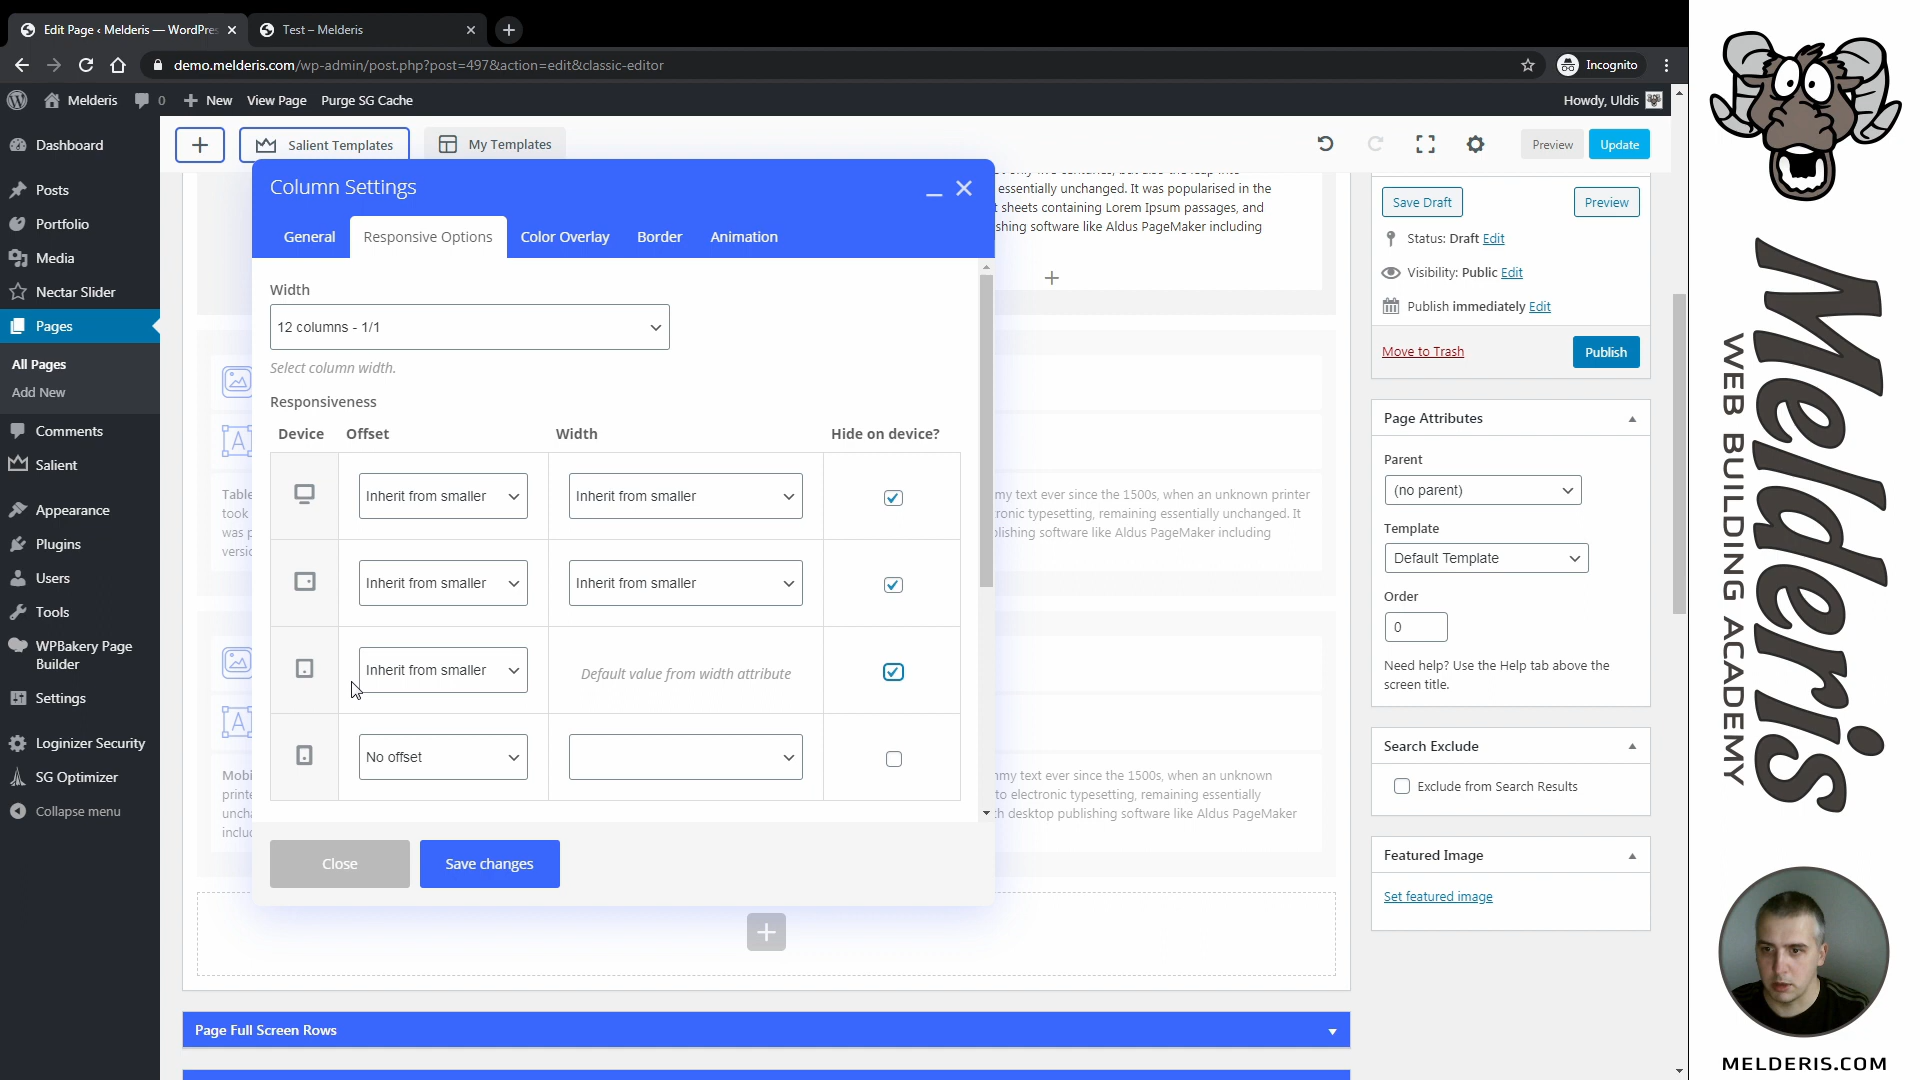 Edit Page ‹ Melderis — WordPres
Test – Melderis
demo.melderis.com/wp-admin/post.php?post=497&action=edit&classic-editor
Incognito
Melderis
0
New
View Page
Purge SG Cache
Howdy, Uldis
Dashboard
Posts
Portfolio
Media
Nectar Slider
Pages
All Pages
Add New
Comments
Salient
Appearance
Plugins
Users
Tools
WPBakery Page
Builder
Settings
Loginizer Security
SG Optimizer
Collapse menu
Salient Templates
My Templates
Preview
Update
essentially unchanged. It was popularised in the
sheets containing Lorem Ipsum passages, and
shing software like Aldus PageMaker including
Column Settings
General
Responsive Options
Color Overlay
Border
Animation
Width
12 columns - 1/1
Select column width.
Responsiveness
Device
Offset
Width
Hide on device?
Inherit from smaller
Inherit from smaller
Inherit from smaller
Inherit from smaller
Inherit from smaller
Default value from width attribute
No offset
Close
Save changes
Table
took
was p
versio
my text ever since the 1500s, when an unknown printer
ronic typesetting, remaining essentially unchanged. It
blishing software like Aldus PageMaker including
Mobi
printe
uncha
includ
my text ever since the 1500s, when an unknown
to electronic typesetting, remaining essentially
h desktop publishing software like Aldus PageMaker
Page Full Screen Rows
Save Draft
Preview
Status: Draft Edit
Visibility: Public Edit
Publish immediately Edit
Move to Trash
Publish
Page Attributes
Parent
(no parent)
Template
Default Template
Order
0
Need help? Use the Help tab above the
screen title.
Search Exclude
Exclude from Search Results
Featured Image
Set featured image
Melderis
WEB BUILDING ACADEMY
MELDERIS.COM